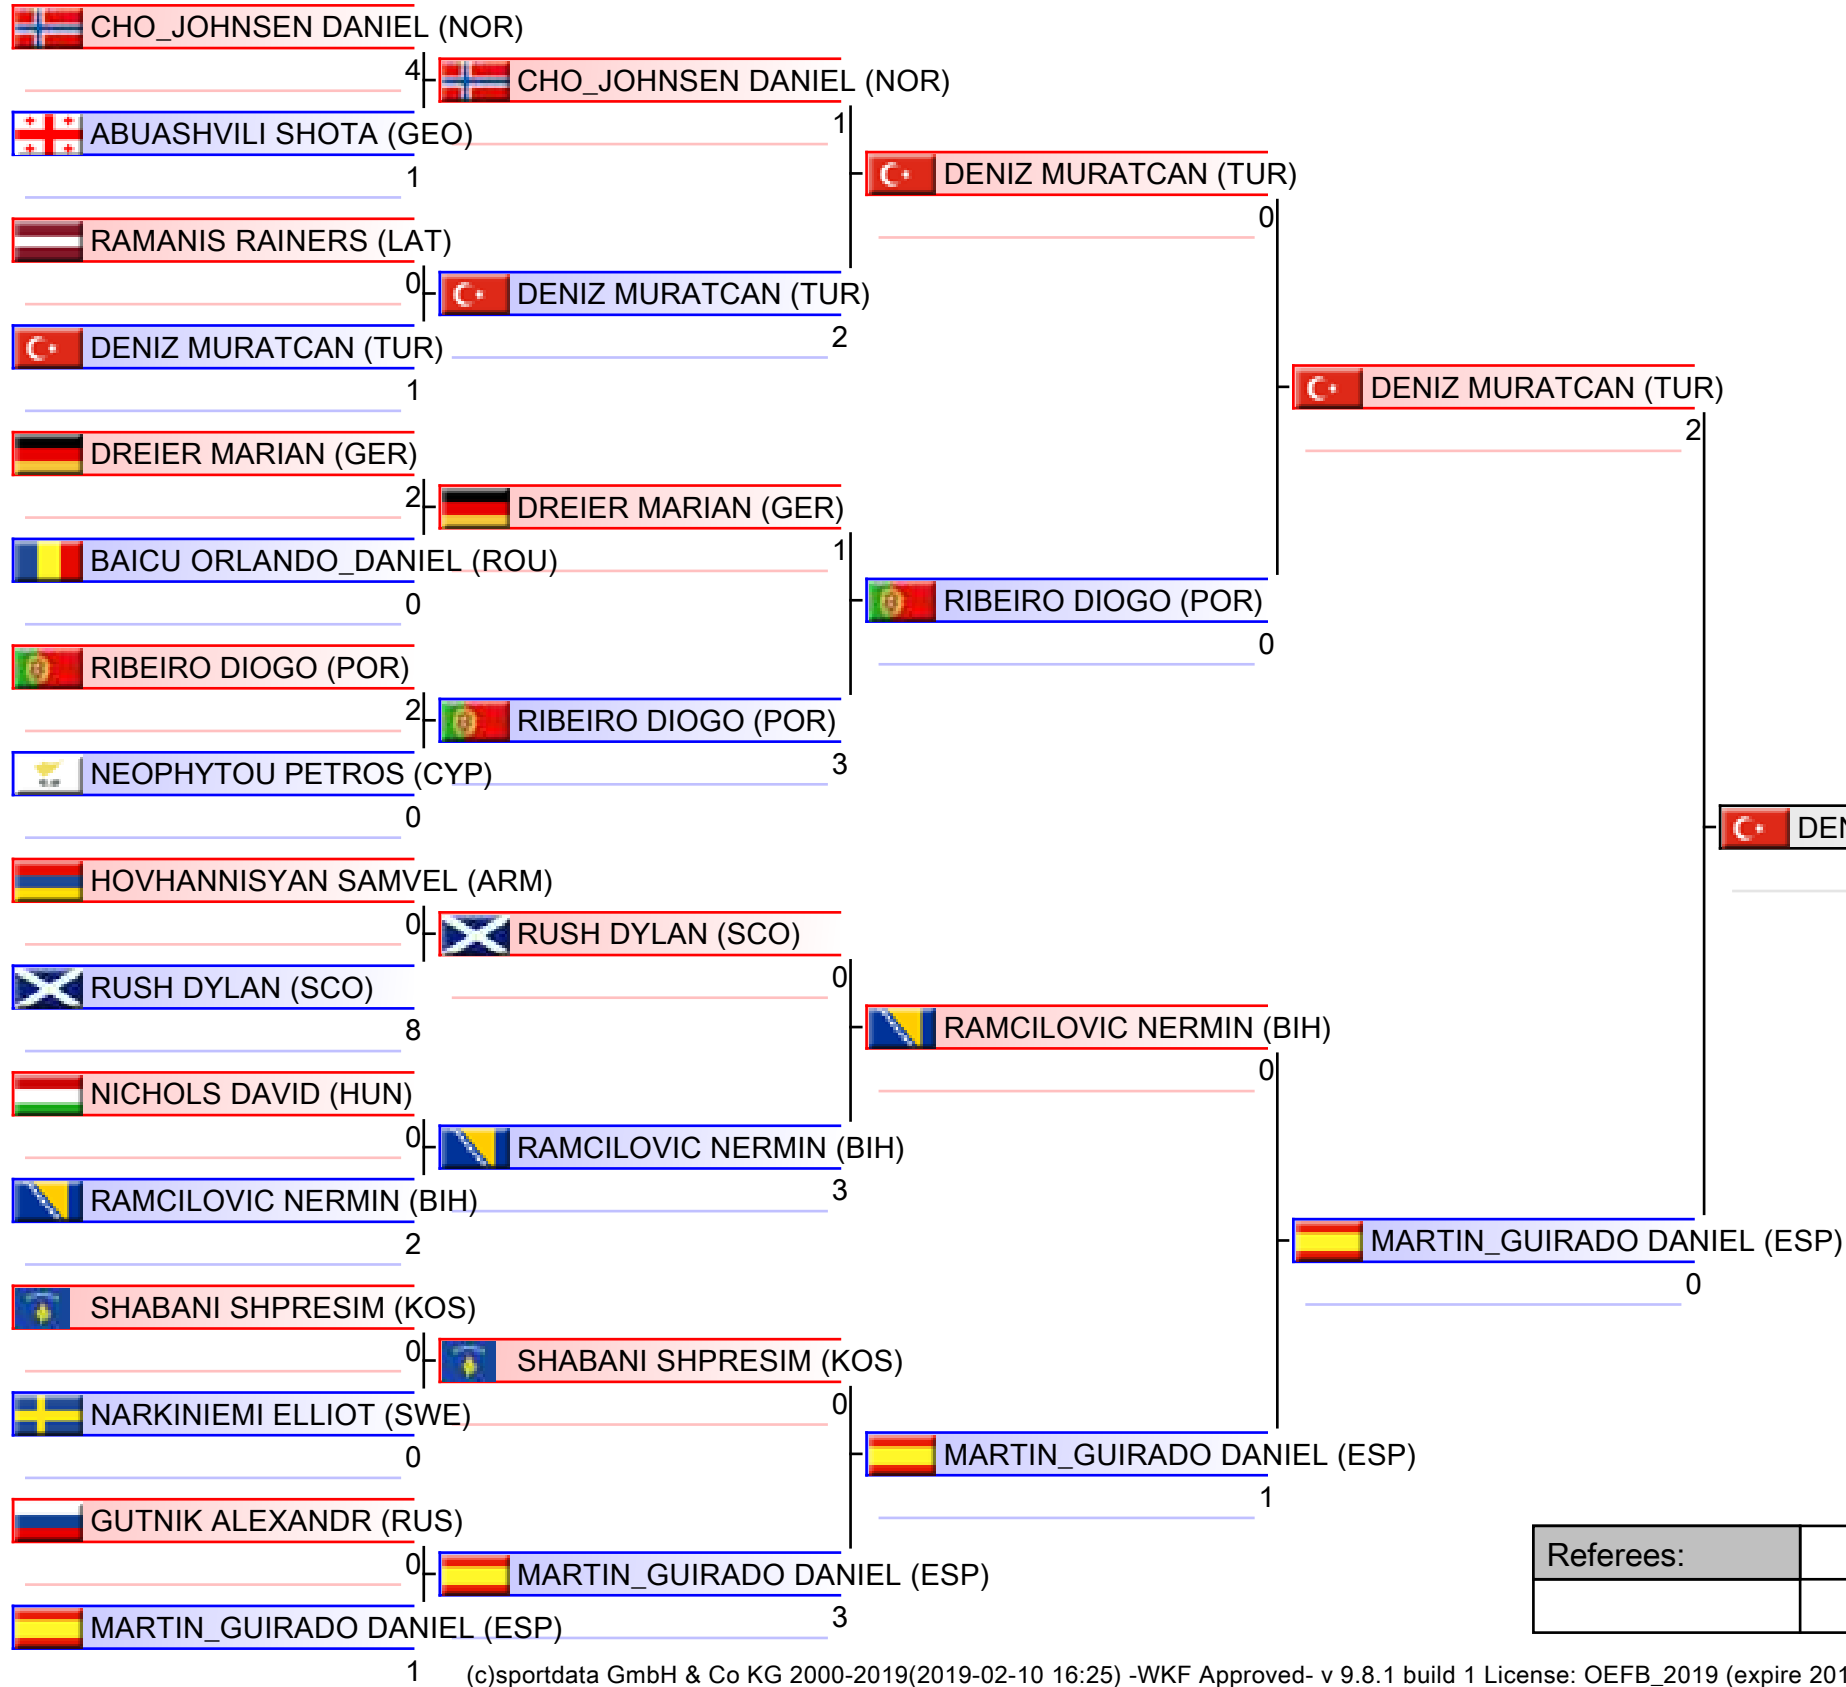 CHO_JOHNSEN DANIEL (NOR)
4
ABUASHVILI SHOTA (GEO)
1
RAMANIS RAINERS (LAT)
0
DENIZ MURATCAN (TUR)
1
DREIER MARIAN (GER)
2
BAICU ORLANDO_DANIEL (ROU)
0
RIBEIRO DIOGO (POR)
2
NEOPHYTOU PETROS (CYP)
0
HOVHANNISYAN SAMVEL (ARM)
0
RUSH DYLAN (SCO)
8
NICHOLS DAVID (HUN)
0
RAMCILOVIC NERMIN (BIH)
2
SHABANI SHPRESIM (KOS)
0
NARKINIEMI ELLIOT (SWE)
0
GUTNIK ALEXANDR (RUS)
0
MARTIN_GUIRADO DANIEL (ESP)
1
CHO_JOHNSEN DANIEL (NOR)
1
DENIZ MURATCAN (TUR)
2
DREIER MARIAN (GER)
1
RIBEIRO DIOGO (POR)
3
RUSH DYLAN (SCO)
0
RAMCILOVIC NERMIN (BIH)
3
SHABANI SHPRESIM (KOS)
0
MARTIN_GUIRADO DANIEL (ESP)
3
DENIZ MURATCAN (TUR)
0
RIBEIRO DIOGO (POR)
0
RAMCILOVIC NERMIN (BIH)
0
MARTIN_GUIRADO DANIEL (ESP)
1
DENIZ MURATCAN (TUR)
2
MARTIN_GUIRADO DANIEL (ESP)
0
Referees:
(c)sportdata GmbH & Co KG 2000-2019(2019-02-10 16:25) -WKF Approved- v 9.8.1 build 1 License: OEFB_2019 (expire